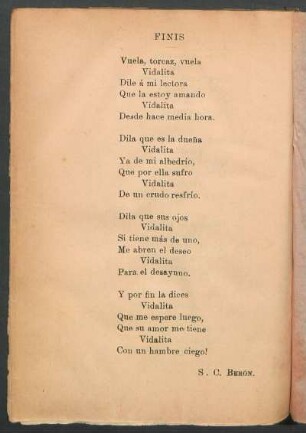 FINIS
Vuela, torcaz, vuela
Vidalita
Dile á mi lectora
Que la estoy amando
Vidalita
Desde hace media hora.
Dila que es la dueña
Vidalita
Ya de mi albedrío,
Que por ella sufro
Vidalita
De un crudo resfrío.
Dila que sus ojos
Vidalita
Si tiene más de uno,
Me abren el deseo
Vidalita
Para el desayuno.
Y por fin la dices
Vidalita
Que me espere luego,
Que su amor me tiene
Vidalita
Con un hambre ciego!
S. C. BERÓN.